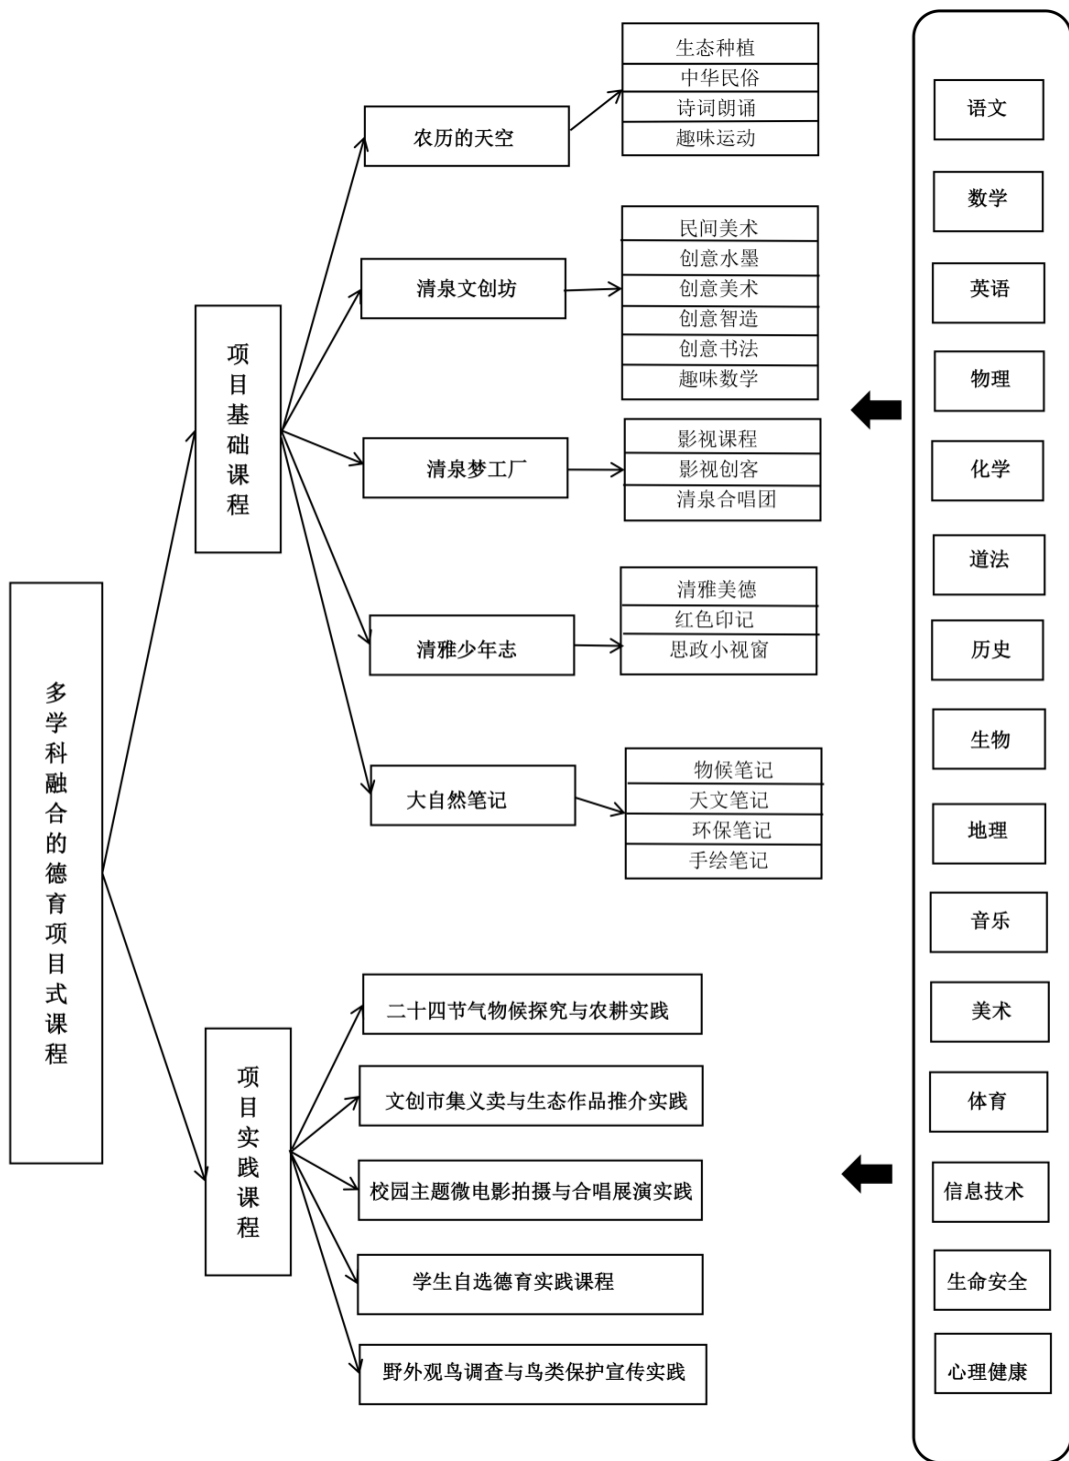 多学科融合的德育项目式课程
项目基础课程
农历的天空
生态种植
中华民俗
诗词朗诵
趣味运动
清泉文创坊
民间美术
创意水墨
创意美术
创意智造
创意书法
趣味数学
清泉梦工厂
影视课程
影视创客
清泉合唱团
清雅少年志
清雅美德
红色印记
思政小视窗
大自然笔记
物候笔记
天文笔记
环保笔记
手绘笔记
项目实践课程
二十四节气物候探究与农耕实践
文创市集义卖与生态作品推介实践
校园主题微电影拍摄与合唱展演实践
学生自选德育实践课程
野外观鸟调查与鸟类保护宣传实践
语文
数学
英语
物理
化学
道法
历史
生物
地理
音乐
美术
体育
信息技术
生命安全
心理健康